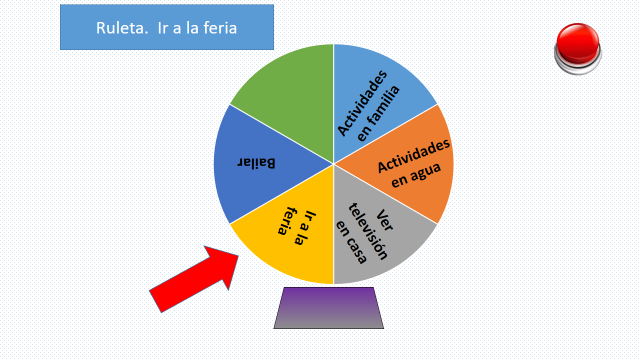 Ruleta.  Ir a la feria
Actividades
en familia
Actividades
en agua
Ver
televisión
en casa
Ir a la
feria
Bailar